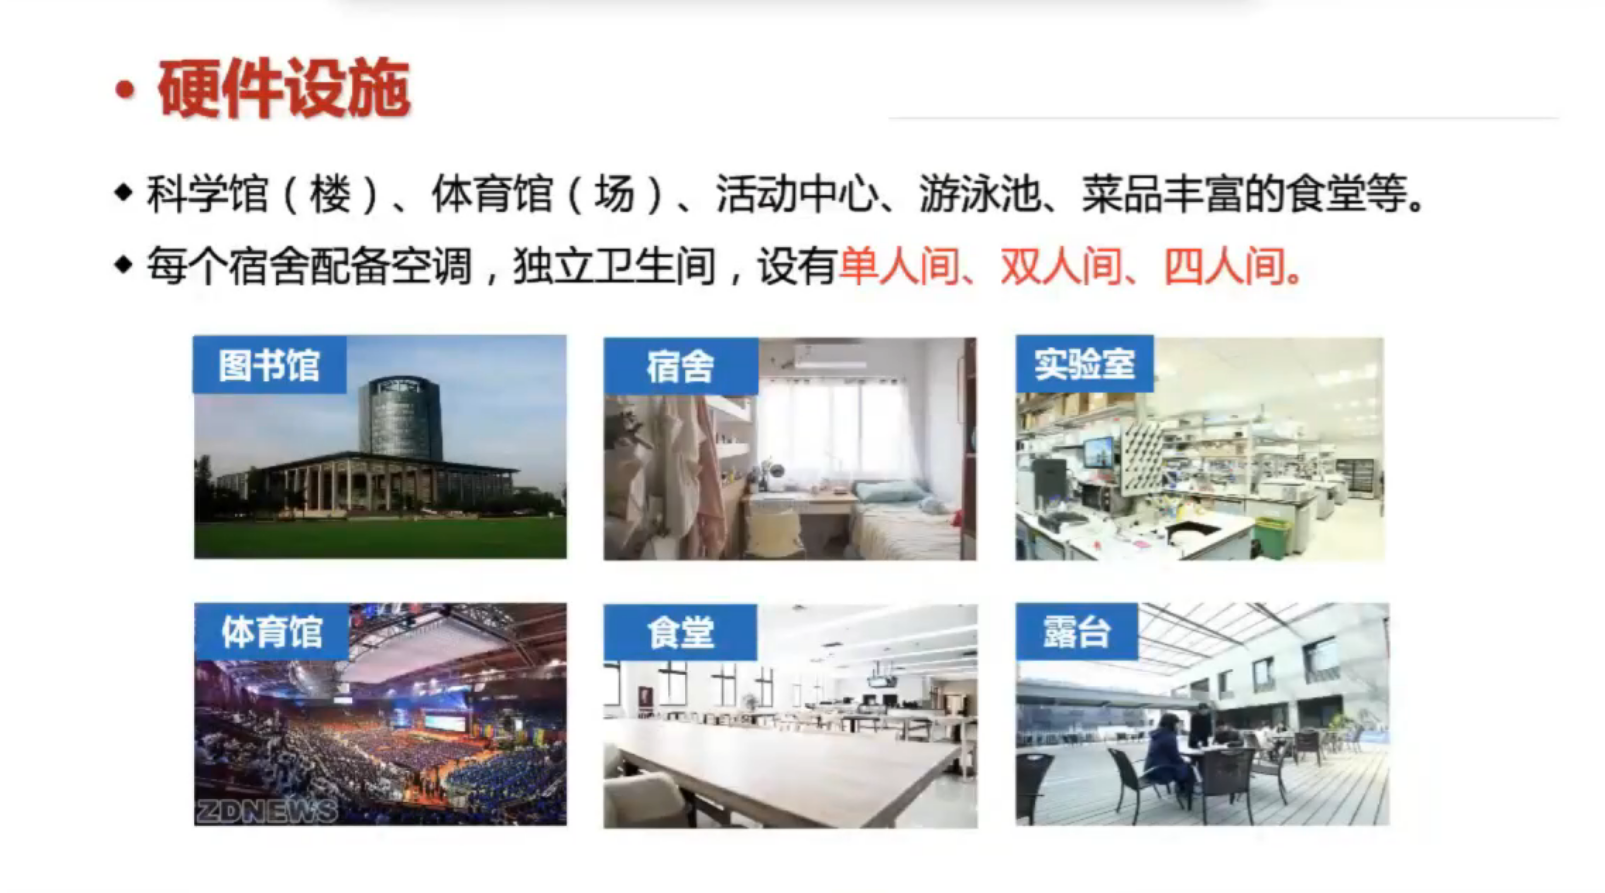 • 硬件设施
◆ 科学馆（楼）、体育馆（场）、活动中心、游泳池、菜品丰富的食堂等。
◆ 每个宿舍配备空调，独立卫生间，设有单人间、双人间、四人间。
图书馆
宿舍
实验室
体育馆
食堂
露台
ZDNEWS